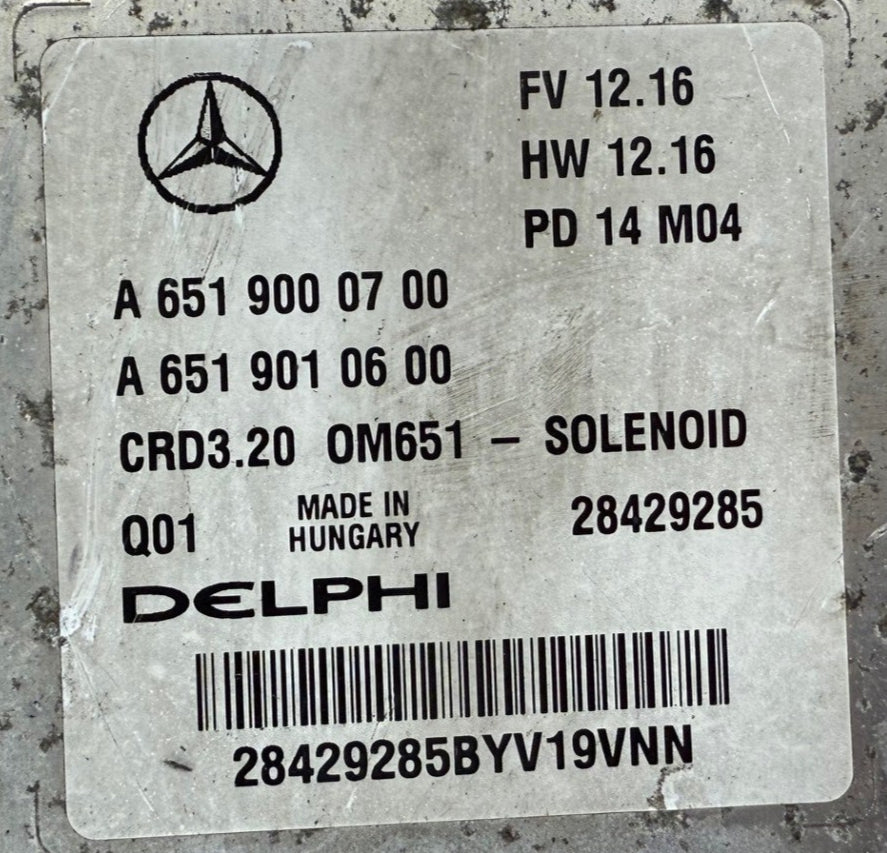 FV 12.16
HW 12.16
PD 14 M04
A 651 900 07 00
A 651 901 06 00
CRD3.20 OM651 – SOLENOID
Q01 MADE IN HUNGARY 28429285
DELPHI
28429285BYV19VNN